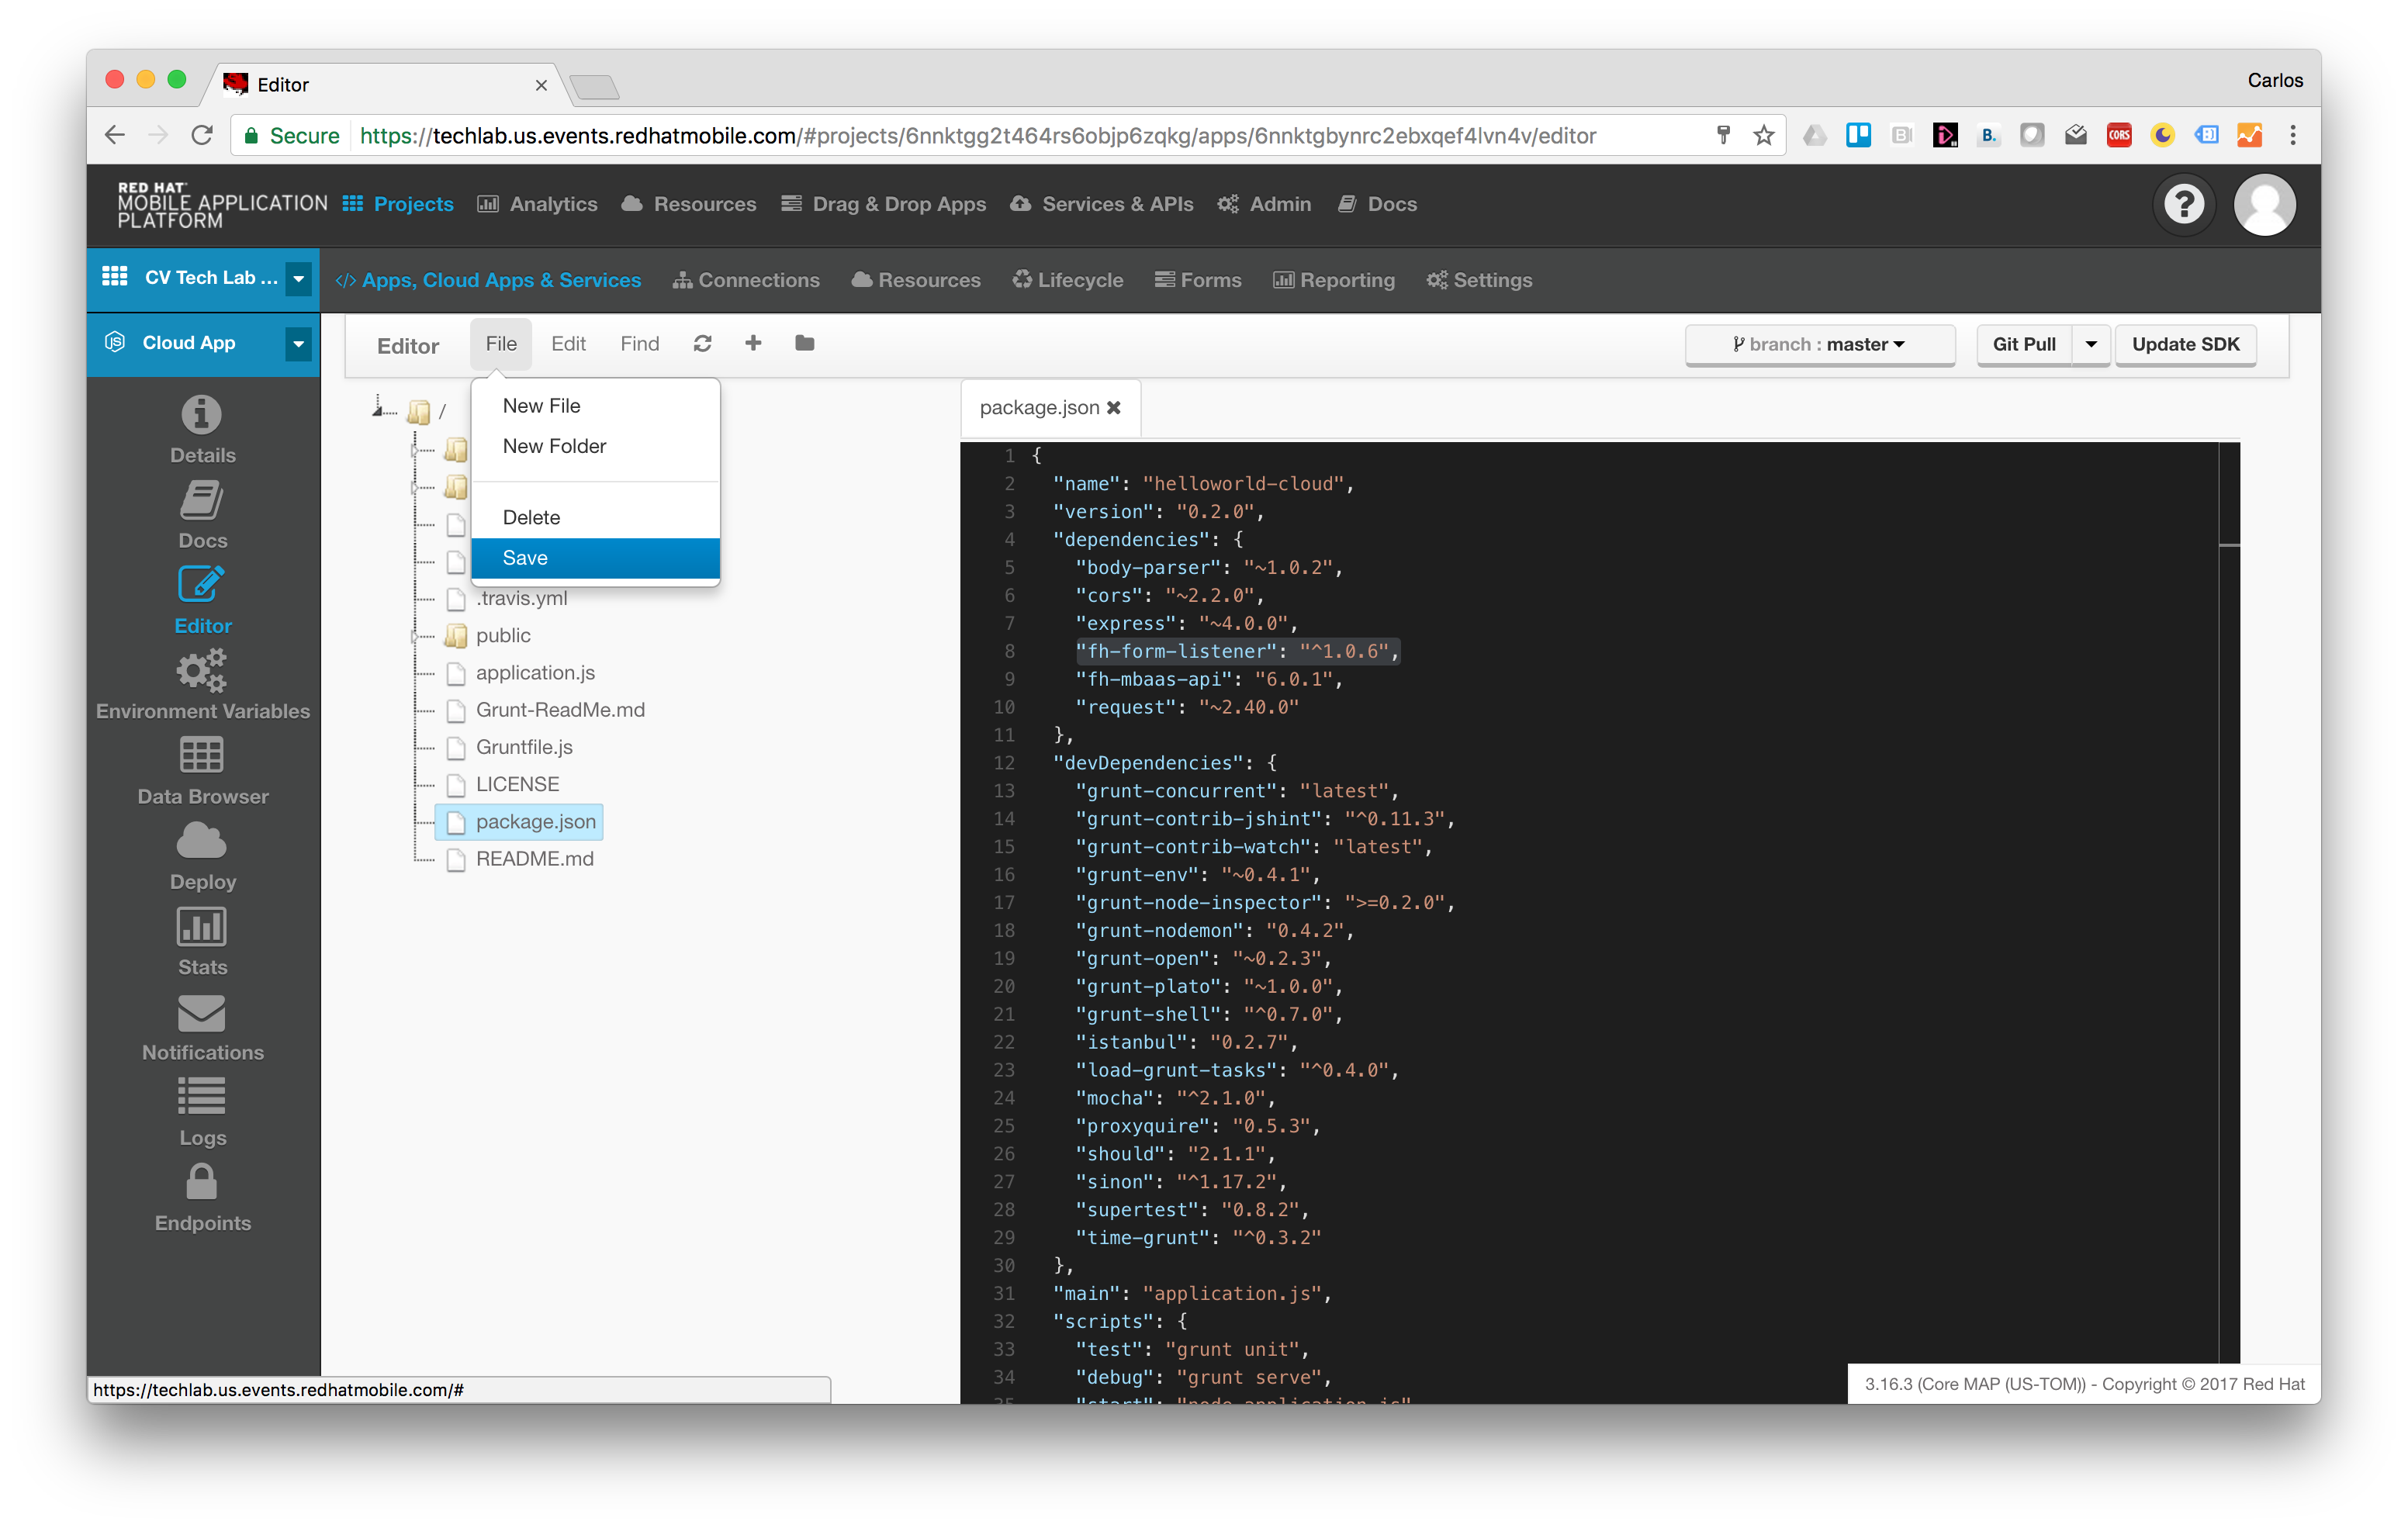 Editor
Carlos
Secure https://techlab.us.events.redhatmobile.com/#projects/6nnktgg2t464rs6objp6zqkg/apps/6nnktgbynrc2ebxqef4lvn4v/editor
CORS
B.
RED HAT
MOBILE APPLICATION
PLATFORM
Projects Analytics Resources Drag & Drop Apps Services & APIs Admin Docs
?
CV Tech Lab ...
</> Apps, Cloud Apps & Services Connections Resources Lifecycle Forms Reporting Settings
JS Cloud App
Editor File Edit Find
branch : master Git Pull Update SDK
Details
Docs
Editor
Environment Variables
Data Browser
Deploy
Stats
Notifications
Logs
Endpoints
New File
New Folder
Delete
Save
/
.travis.yml
public
application.js
Grunt-ReadMe.md
Gruntfile.js
LICENSE
package.json
README.md
package.json
1 {
2 "name": "helloworld-cloud",
3 "version": "0.2.0",
4 "dependencies": {
5 "body-parser": "~1.0.2",
6 "cors": "~2.2.0",
7 "express": "~4.0.0",
8 "fh-form-listener": "^1.0.6",
9 "fh-mbaas-api": "6.0.1",
10 "request": "~2.40.0"
11 },
12 "devDependencies": {
13 "grunt-concurrent": "latest",
14 "grunt-contrib-jshint": "^0.11.3",
15 "grunt-contrib-watch": "latest",
16 "grunt-env": "~0.4.1",
17 "grunt-node-inspector": ">=0.2.0",
18 "grunt-nodemon": "0.4.2",
19 "grunt-open": "~0.2.3",
20 "grunt-plato": "~1.0.0",
21 "grunt-shell": "^0.7.0",
22 "istanbul": "0.2.7",
23 "load-grunt-tasks": "^0.4.0",
24 "mocha": "^2.1.0",
25 "proxyquire": "0.5.3",
26 "should": "2.1.1",
27 "sinon": "^1.17.2",
28 "supertest": "0.8.2",
29 "time-grunt": "^0.3.2"
30 },
31 "main": "application.js",
32 "scripts": {
33 "test": "grunt unit",
34 "debug": "grunt serve",
35 "start": "node application.js"
https://techlab.us.events.redhatmobile.com/#
3.16.3 (Core MAP (US-TOM)) - Copyright © 2017 Red Hat